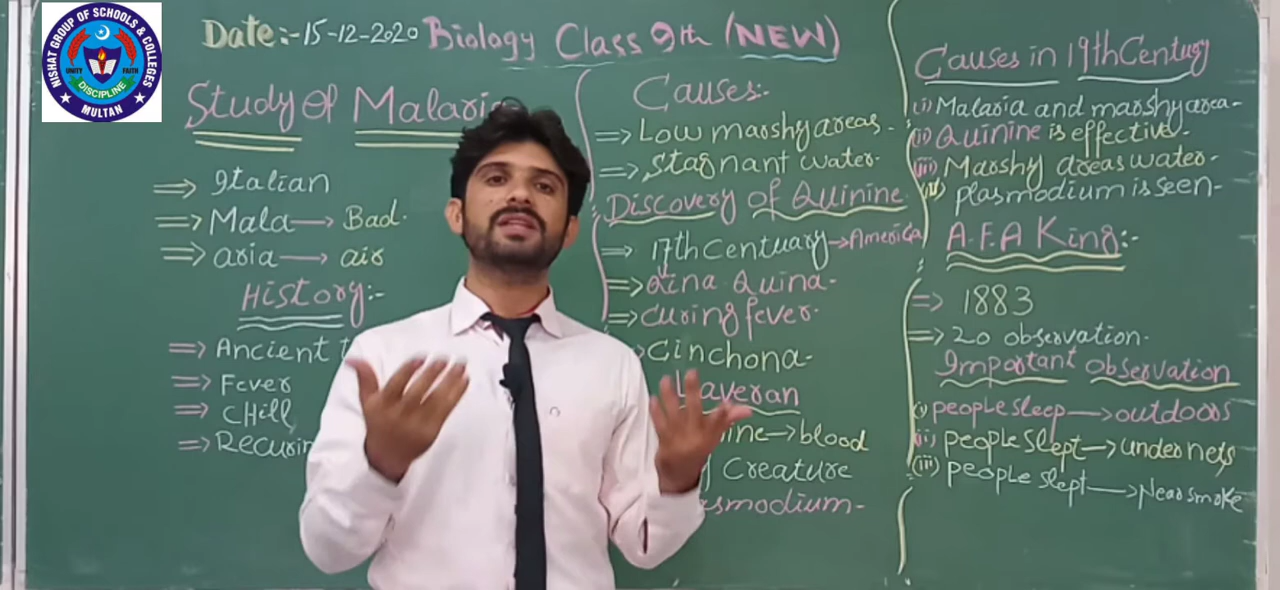 NISHAT GROUP OF SCHOOLS & COLLEGES
UNITY FAITH
DISCIPLINE
MULTAN
Date:-15-12-2020 Biology Class 9th (NEW)
Study of Malaria
=> Italian
=> Mala -> Bad.
=> aria -> air
History:-
=> Ancient
=> Fever
=> CHill
=> Recurin
Causes:-
=> Low marshy areas.
=> Stagnant water.
Discovery of Quinine
=> 17th Centuary -> America
=> Qina Quina-
=> curing fever.
Cinchona-
Laveran
ine -> blood
Creature
asmodium-
Causes in 19th Century
(i) Malaria and marshy area-
(ii) Quinine is effective.
(iii) Marshy areas water.
plasmodium is seen-
A.F.A King:-
=> 1883
=> 20 observation.
Important observation
(i) people sleep -> outdoors
(ii) people slept -> under nets
(iii) people slept -> Near smoke